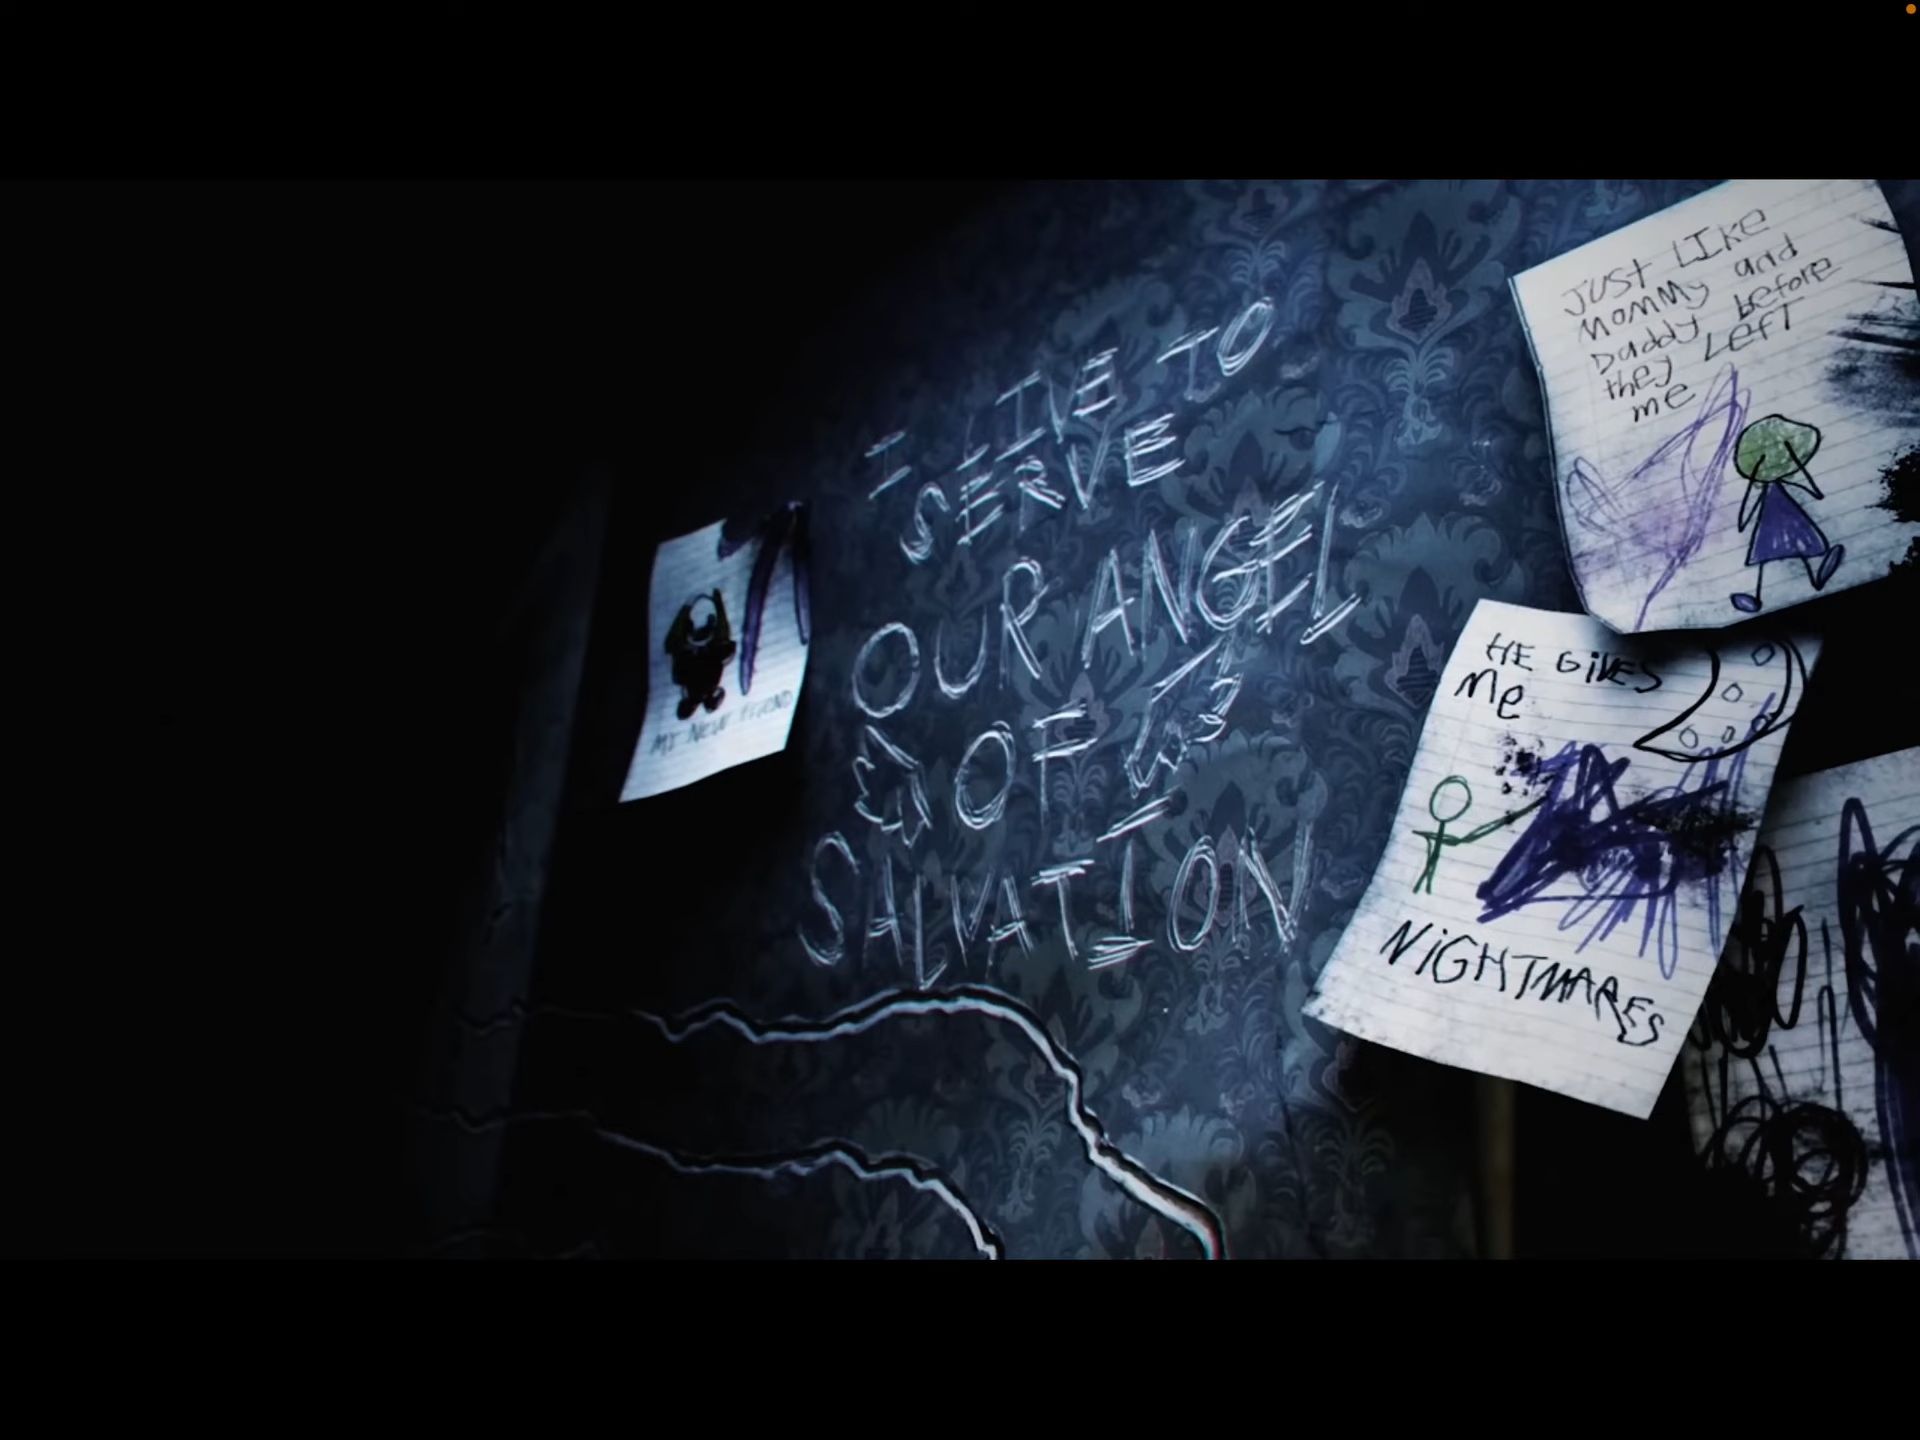 I LIVE TO
SERVE
OUR ANGEL
OF
SALVATION
MY NEW FRIEND
JUST LIKE
MOMMy and
Daddy before
they LefT
me
HE GiVES
Me
NiGHTMARES